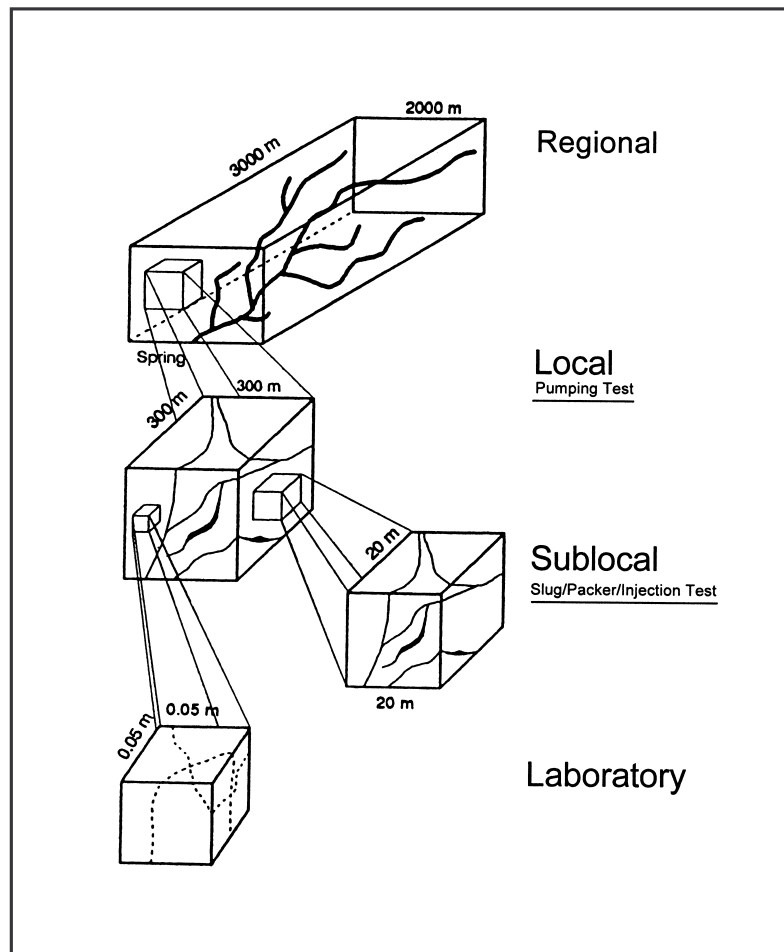 2000 m
Regional
3000 m
Spring
Local
Pumping Test
300 m
300 m
20 m
Sublocal
Slug/Packer/Injection Test
20 m
0.05 m
0.05 m
Laboratory